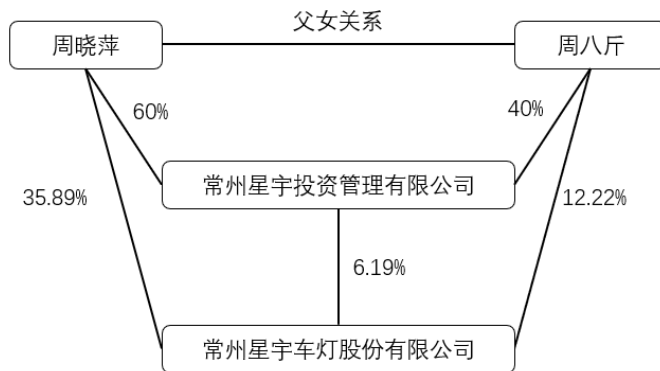 父女关系
周晓萍
周八斤
60%
40%
常州星宇投资管理有限公司
35.89%
12.22%
6.19%
常州星宇车灯股份有限公司